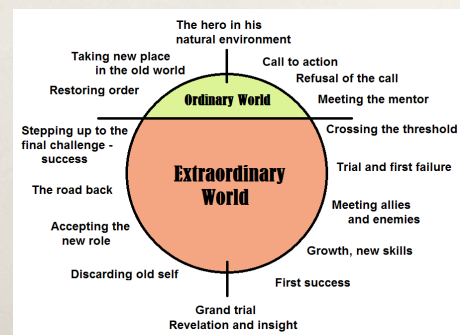 The hero in his
natural environment
Call to action
Refusal of the call
Meeting the mentor
Crossing the threshold
Trial and first failure
Meeting allies
and enemies
Growth, new skills
First success
Grand trial
Revelation and insight
Discarding old self
Accepting the
new role
The road back
Stepping up to the
final challenge -
success
Restoring order
Taking new place
in the old world
Ordinary World
Extraordinary
World